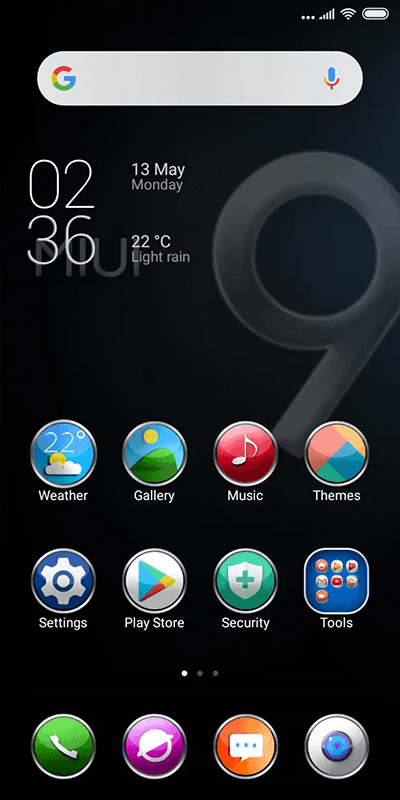 02
36
13 May
Monday
22 °C
Light rain
MIUI
9
22°
Weather
Gallery
Music
Themes
Settings
Play Store
Security
Tools